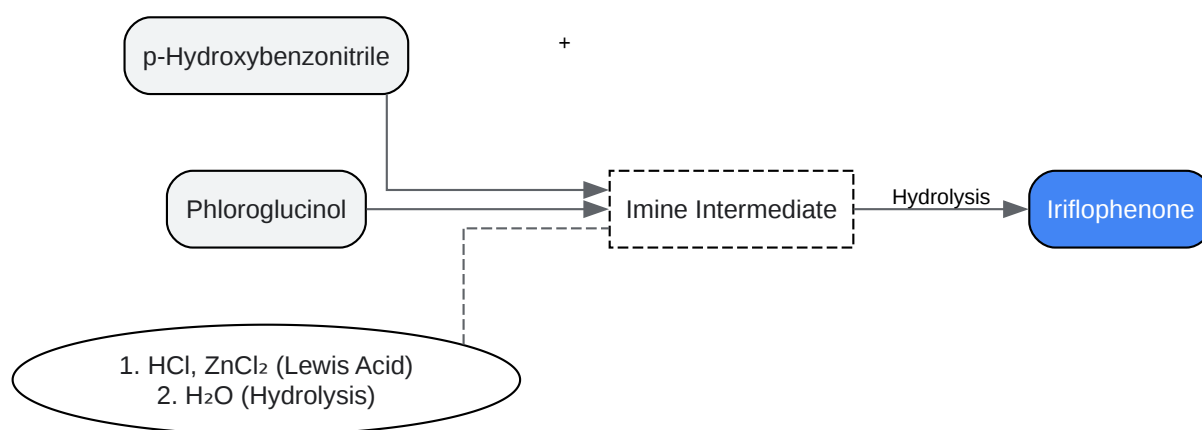 p-Hydroxybenzonitrile
+
Phloroglucinol
Imine Intermediate
Hydrolysis
Iriflophenone
1. HCl, ZnCl₂ (Lewis Acid)
2. H₂O (Hydrolysis)